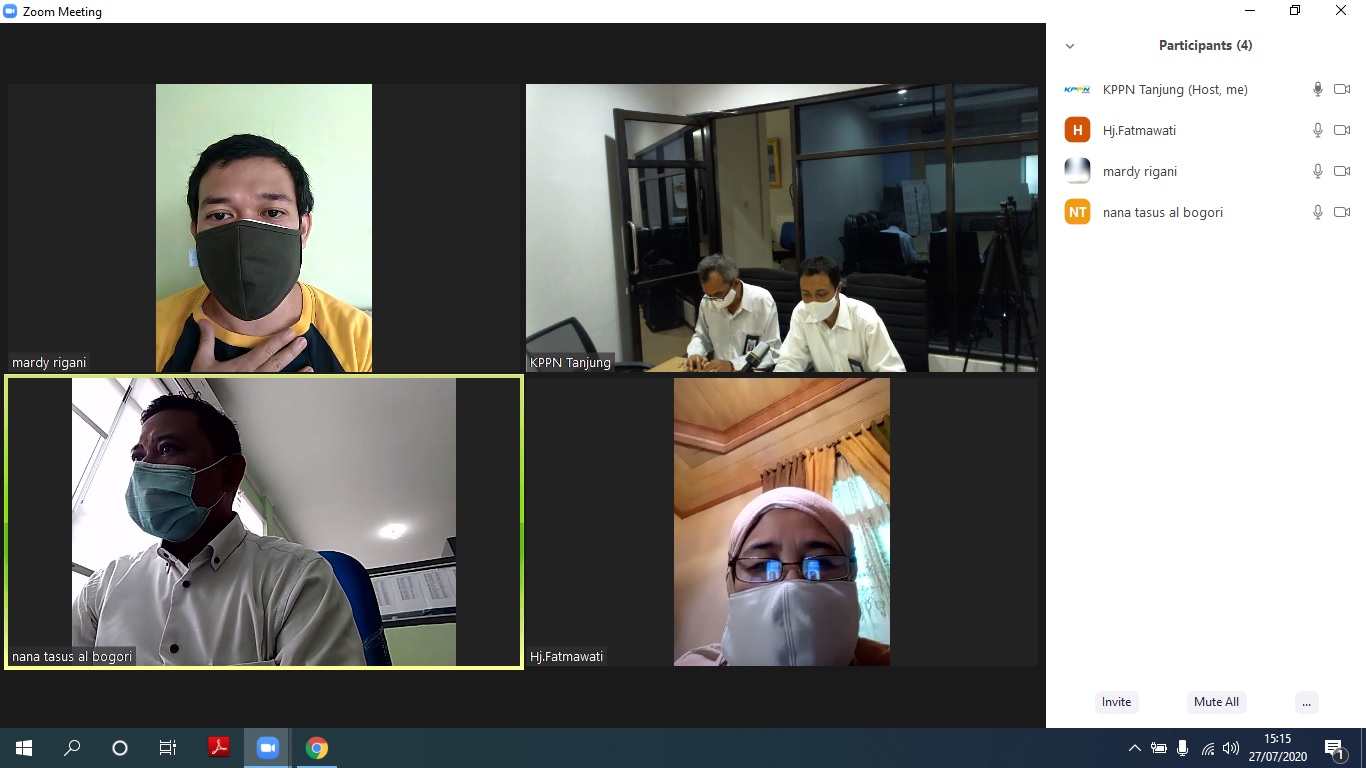 Zoom Meeting
mardy rigani
KPPN Tanjung
nana tasus al bogori
Hj.Fatmawati
Participants (4)
KPPN
KPPN Tanjung (Host, me)
H
Hj.Fatmawati
mardy rigani
NT
nana tasus al bogori
Invite
Mute All
...
15:15
27/07/2020
1